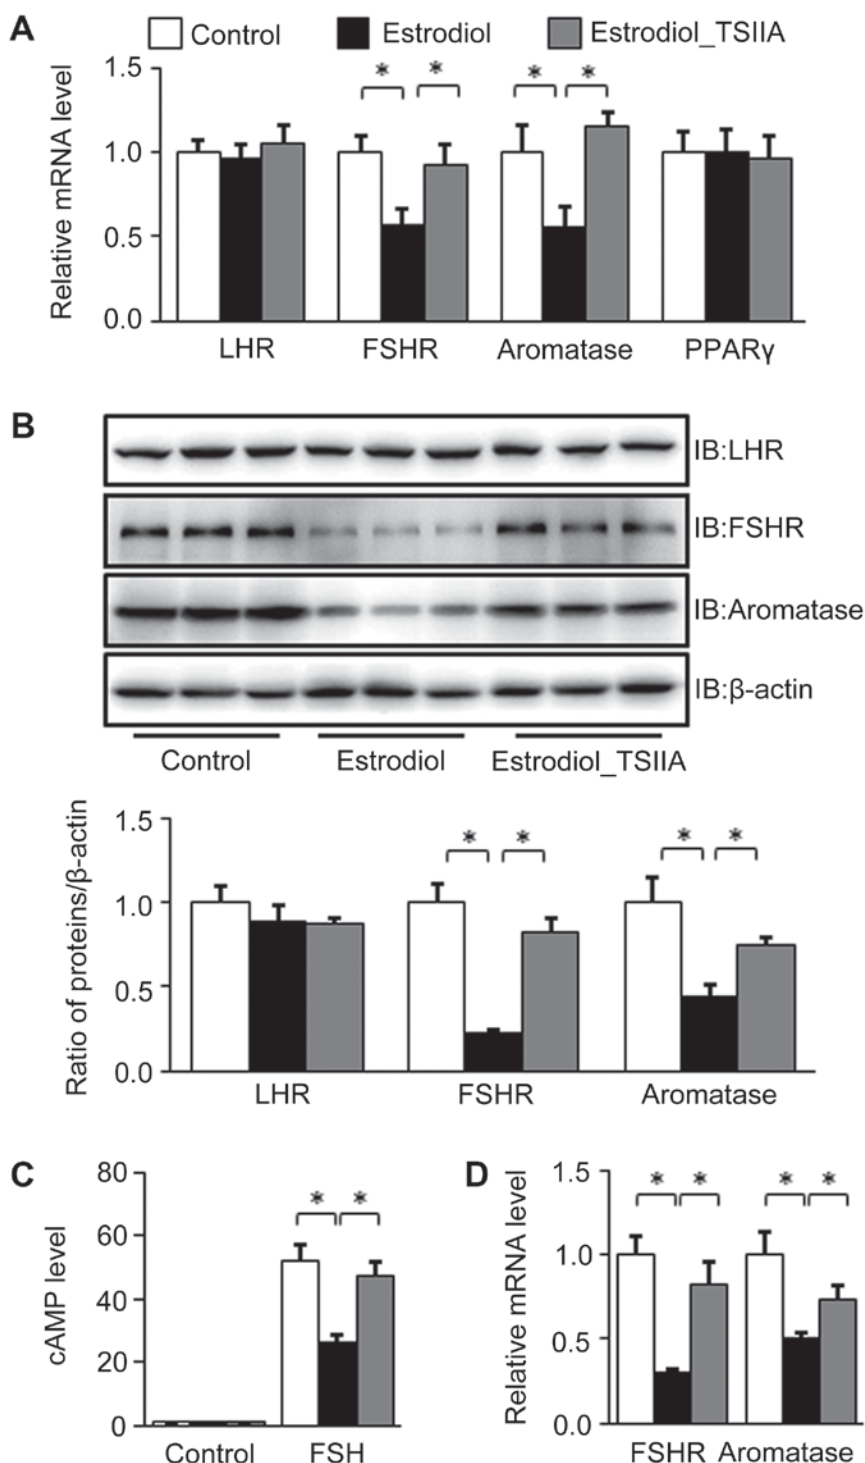 A
Control Estrodiol Estrodiol_TSIIA
Relative mRNA level
1.5
1.0
0.5
0.0
* * * *
LHR FSHR Aromatase PPARγ
B
IB:LHR
IB:FSHR
IB:Aromatase
IB:β-actin
Control Estrodiol Estrodiol_TSIIA
Ratio of proteins/β-actin
1.5
1.0
0.5
0.0
* * * *
LHR FSHR Aromatase
C
cAMP level
80
60
40
20
0
* *
Control FSH
D
Relative mRNA level
1.5
1.0
0.5
0.0
* * * *
FSHR Aromatase